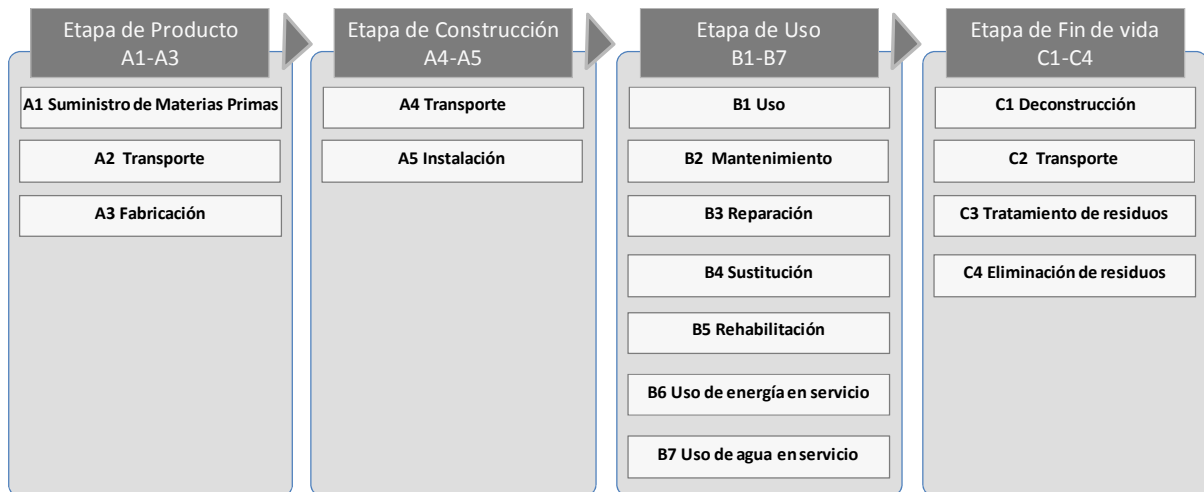 Etapa de Producto
A1-A3
A1 Suministro de Materias Primas
A2 Transporte
A3 Fabricación
Etapa de Construcción
A4-A5
A4 Transporte
A5 Instalación
Etapa de Uso
B1-B7
B1 Uso
B2 Mantenimiento
B3 Reparación
B4 Sustitución
B5 Rehabilitación
B6 Uso de energía en servicio
B7 Uso de agua en servicio
Etapa de Fin de vida
C1-C4
C1 Deconstrucción
C2 Transporte
C3 Tratamiento de residuos
C4 Eliminación de residuos